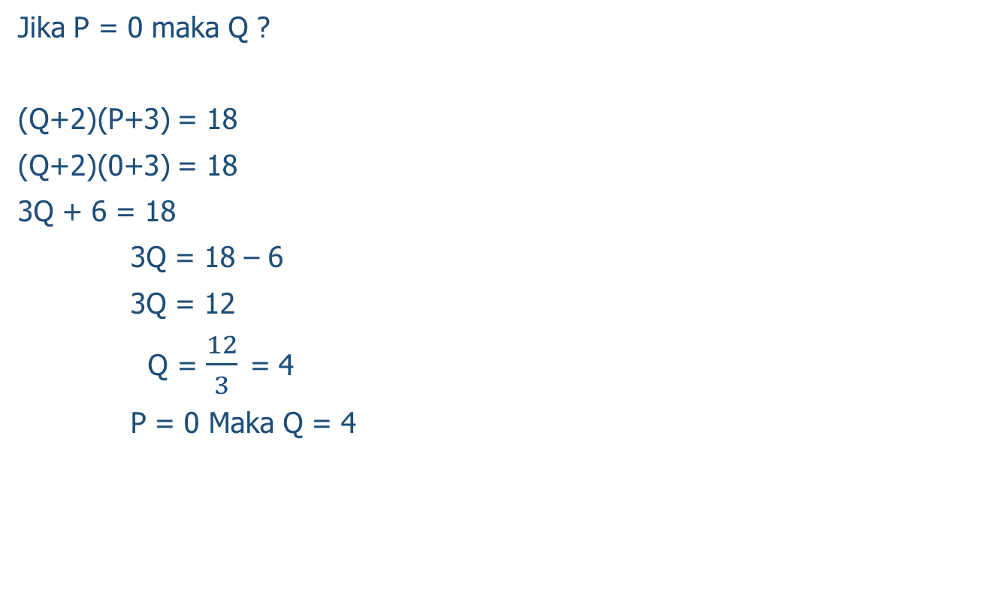 Jika P = 0 maka Q ?
(Q+2)(P+3) = 18
(Q+2)(0+3) = 18
3Q + 6 = 18
3Q = 18 – 6
3Q = 12
Q = 12/3 = 4
P = 0 Maka Q = 4